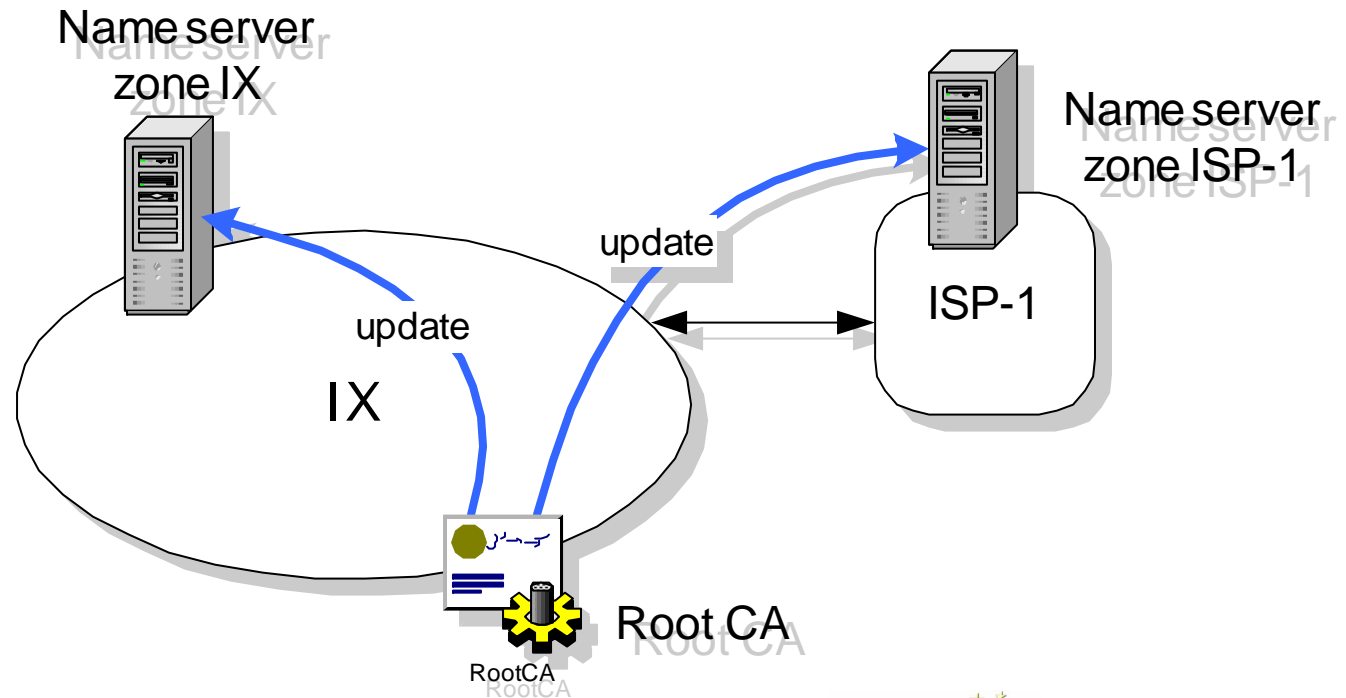 Name server
zone IX
Name server
zone ISP-1
update
ISP-1
update
IX
Root CA
RootCA